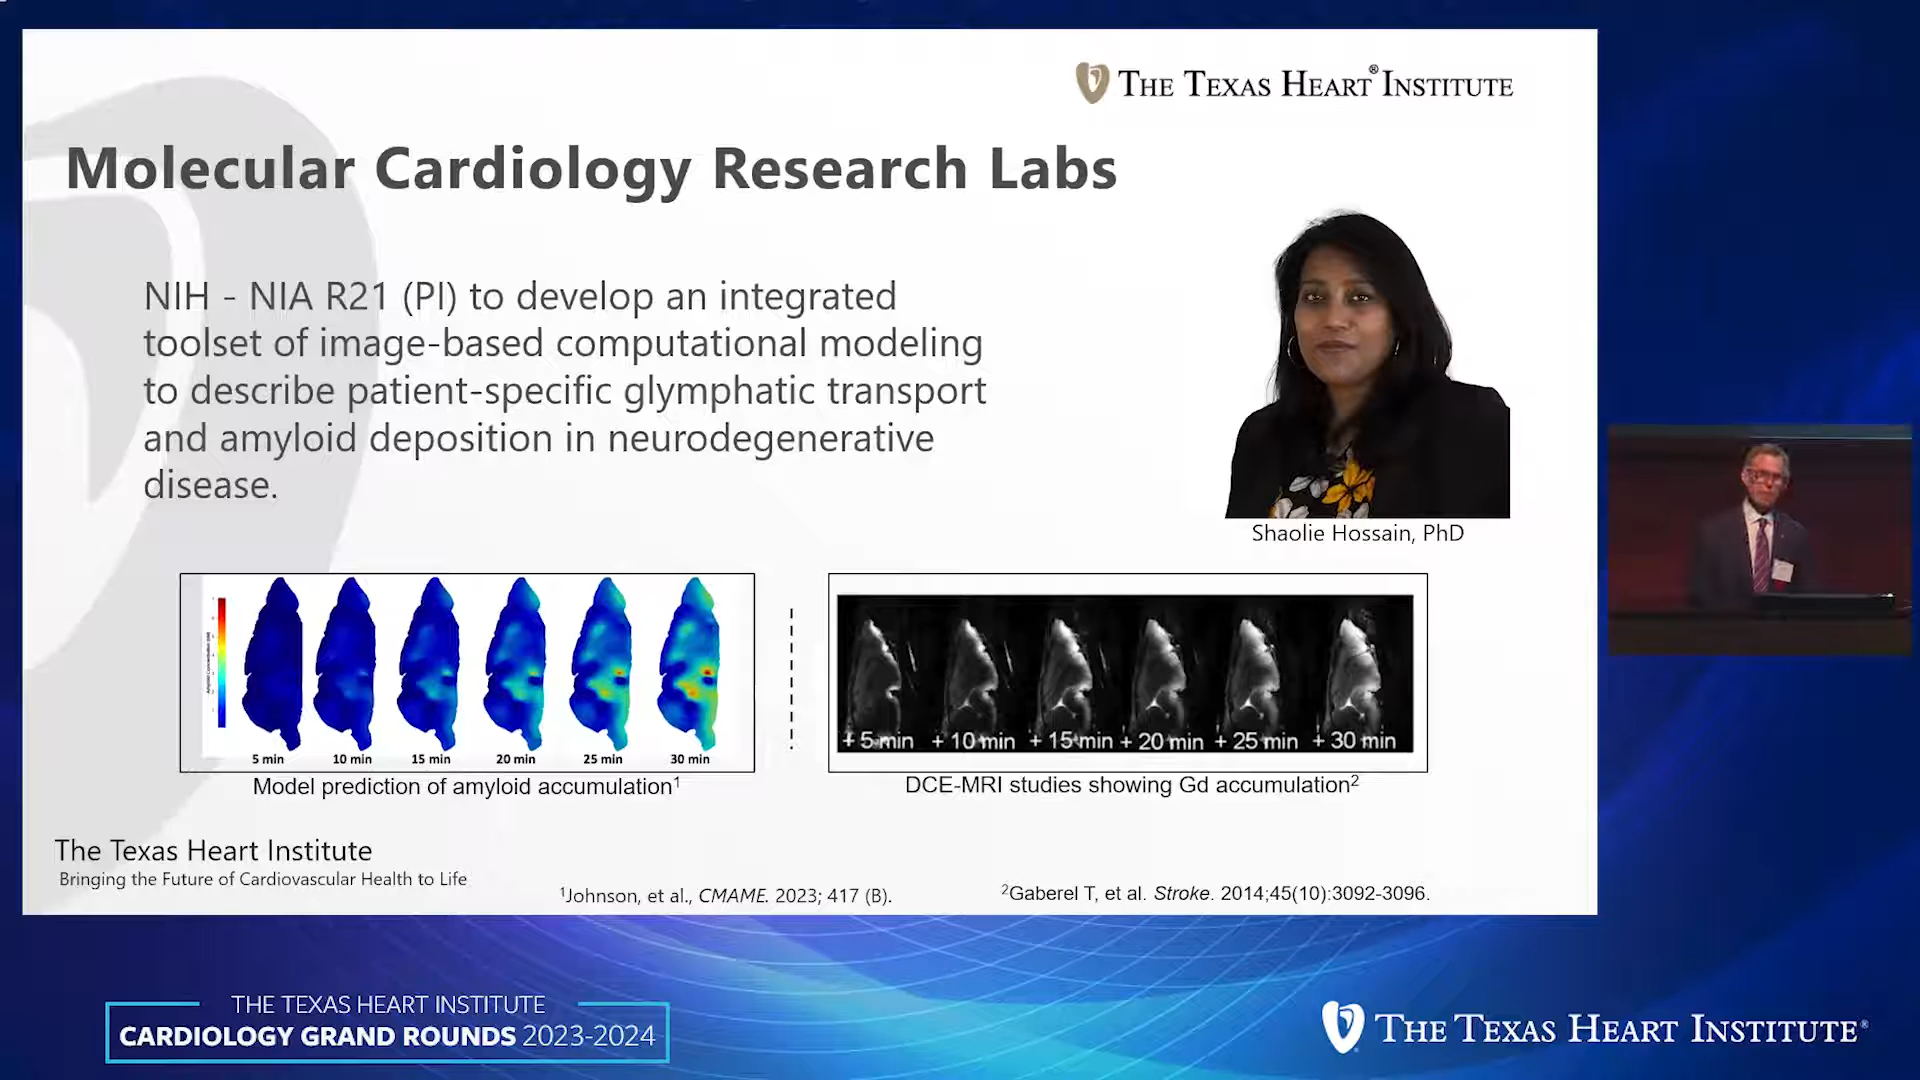 THE TEXAS HEART® INSTITUTE
Molecular Cardiology Research Labs
NIH - NIA R21 (PI) to develop an integrated
toolset of image-based computational modeling
to describe patient-specific glymphatic transport
and amyloid deposition in neurodegenerative
disease.
Shaolie Hossain, PhD
5 min 10 min 15 min 20 min 25 min 30 min
Model prediction of amyloid accumulation¹
+ 5 min + 10 min + 15 min + 20 min + 25 min + 30 min
DCE-MRI studies showing Gd accumulation²
The Texas Heart Institute
Bringing the Future of Cardiovascular Health to Life
¹Johnson, et al., CMAME. 2023; 417 (B).
²Gaberel T, et al. Stroke. 2014;45(10):3092-3096.
THE TEXAS HEART INSTITUTE
CARDIOLOGY GRAND ROUNDS 2023-2024
THE TEXAS HEART INSTITUTE®